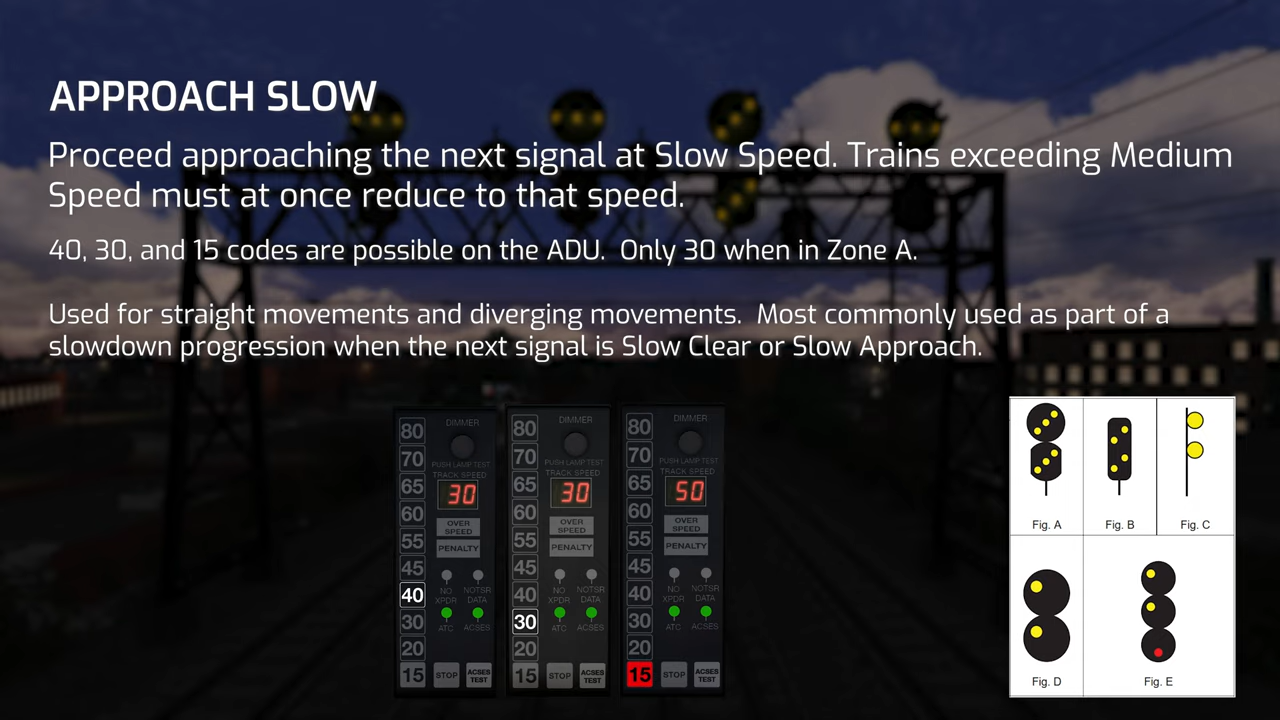 APPROACH SLOW
Proceed approaching the next signal at Slow Speed. Trains exceeding Medium
Speed must at once reduce to that speed.
40, 30, and 15 codes are possible on the ADU.  Only 30 when in Zone A.
Used for straight movements and diverging movements.  Most commonly used as part of a
slowdown progression when the next signal is Slow Clear or Slow Approach.
80
70
65
60
55
45
40
30
20
15
DIMMER
PUSH LAMP TEST
TRACK SPEED
30
OVER
SPEED
PENALTY
NO
XPDR
NOTSR
DATA
ATC
ACSES
STOP
ACSES
TEST
80
70
65
60
55
45
40
30
20
15
DIMMER
PUSH LAMP TEST
TRACK SPEED
30
OVER
SPEED
PENALTY
NO
XPDR
NOTSR
DATA
ATC
ACSES
STOP
ACSES
TEST
80
70
65
60
55
45
40
30
20
15
DIMMER
PUSH LAMP TEST
TRACK SPEED
50
OVER
SPEED
PENALTY
NO
XPDR
NOTSR
DATA
ATC
ACSES
STOP
ACSES
TEST
Fig. A
Fig. B
Fig. C
Fig. D
Fig. E